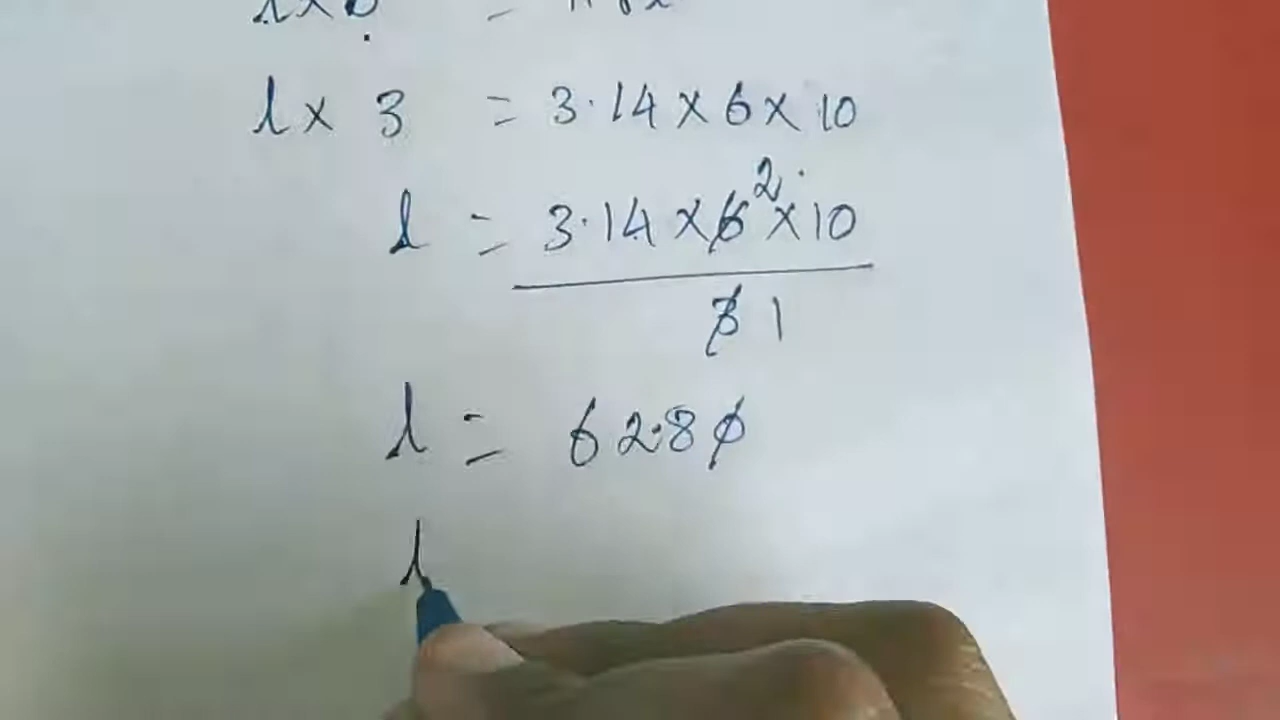 l × 3 = 3.14 × 6 × 10
l = 3.14 × 6 2 × 10
3 1
l = 62.80
l